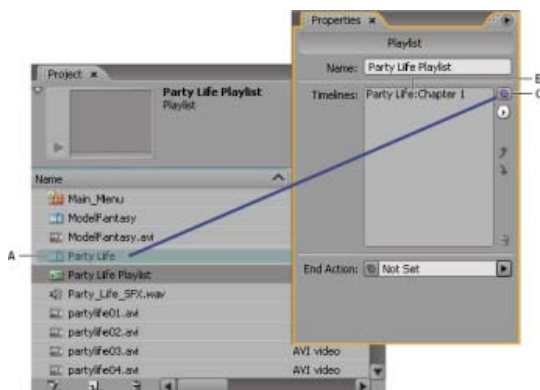 Properties
Playlist
Name: Party Life Playlist
Timelines: Party Life:Chapter 1
B
C
End Action: Not Set
Project
Party Life Playlist
Playlist
Name
Main_Menu
ModelFantasy
ModelFantasy.avi
A
Party Life
Party Life Playlist
Party_Life_SFX.wav
partylife01.avi
partylife02.avi
partylife03.avi AVI video
partylife04.avi AVI video